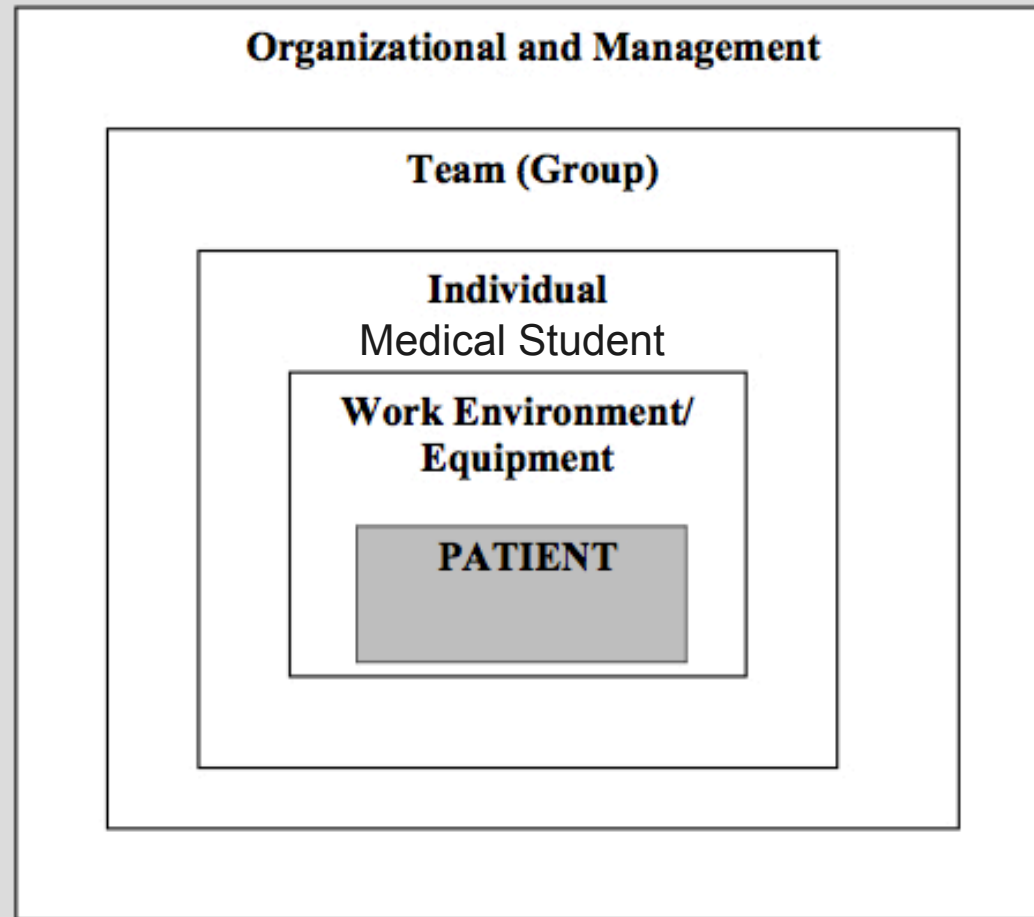 Organizational and Management
Team (Group)
Individual
Medical Student
Work Environment/
Equipment
PATIENT